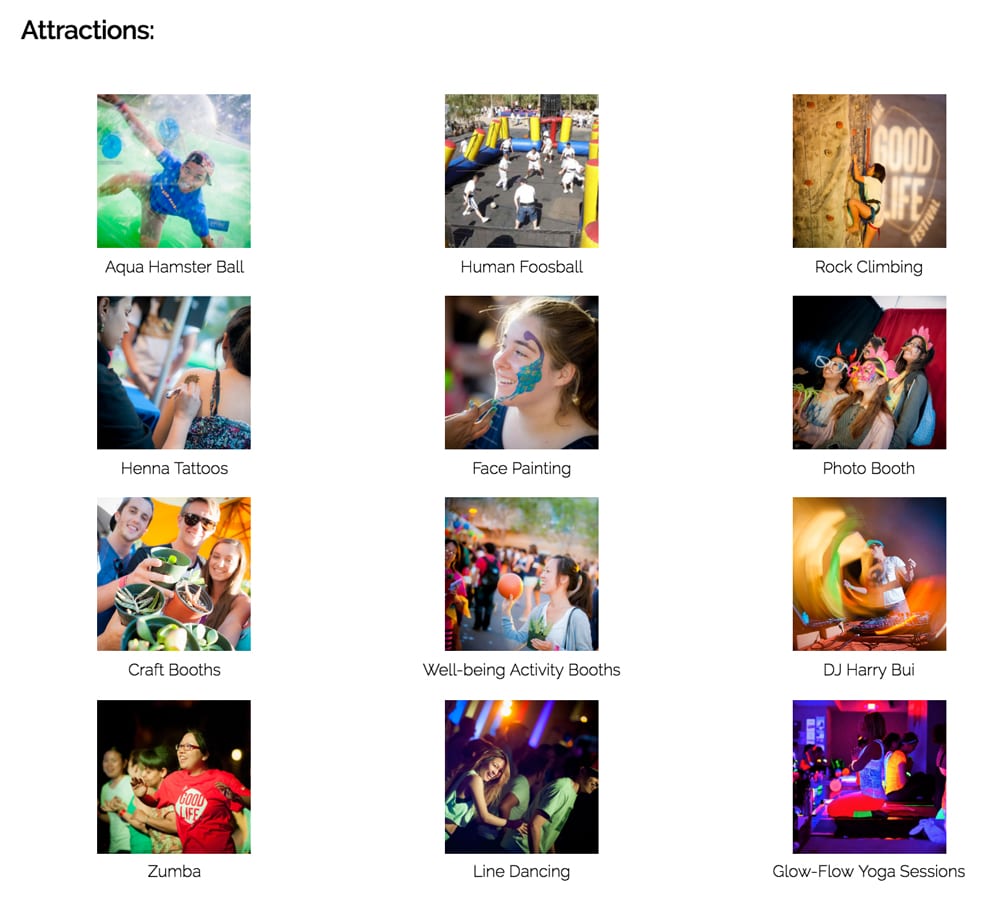 Attractions:
GOOD
LIFE
FESTIVAL
Aqua Hamster Ball
Human Foosball
Rock Climbing
Henna Tattoos
Face Painting
Photo Booth
Craft Booths
Well-being Activity Booths
DJ Harry Bui
GOOD
LIFE
Zumba
Line Dancing
Glow-Flow Yoga Sessions